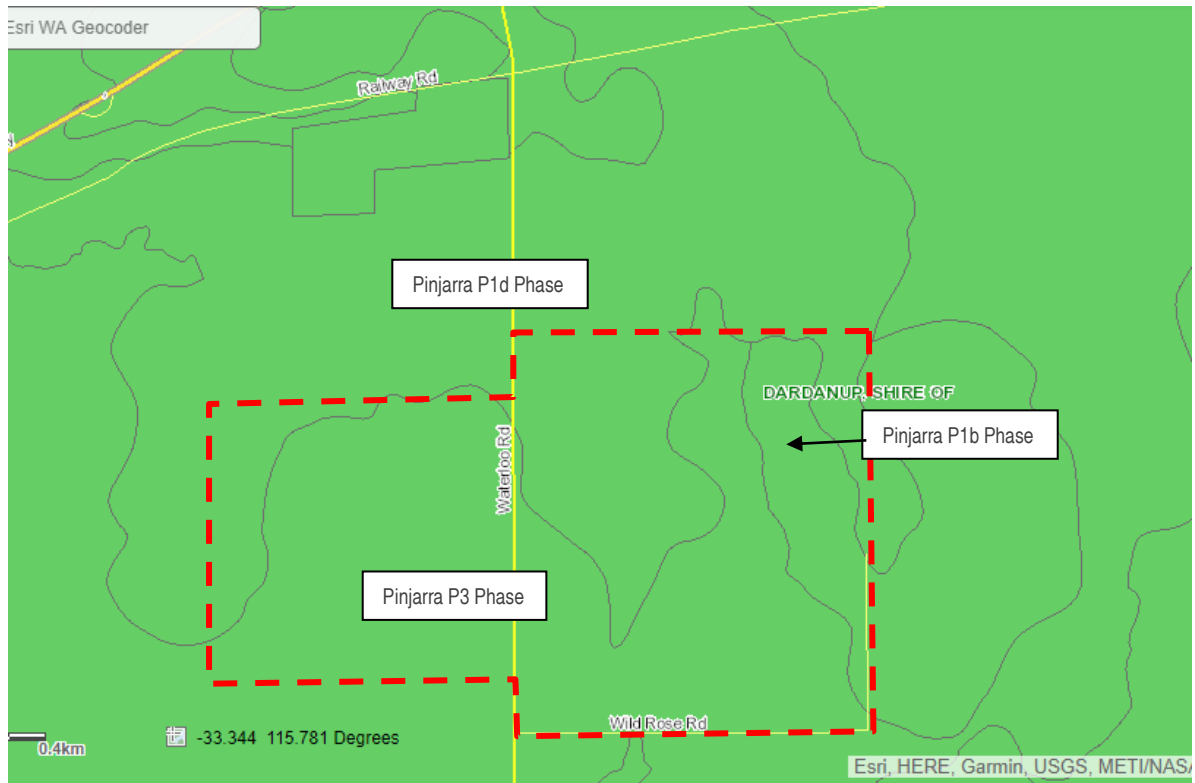 Esri WA Geocoder
Railway Rd
Pinjarra P1d Phase
DARDANUP, SHIRE OF
Pinjarra P1b Phase
Waterloo Rd
Pinjarra P3 Phase
Wild Rose Rd
-33.344 115.781 Degrees
0.4km
Esri, HERE, Garmin, USGS, METI/NASA